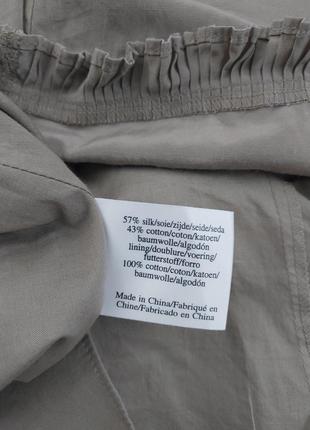 57% silk/soie/zijde/seide/seda
43% cotton/coton/katoen/
baumwolle/algodón
lining/doublure/voering/
futterstoff/forro
100% cotton/coton/katoen/
baumwolle/algodón
Made in China/Fabriqué en
Chine/Fabricado en China